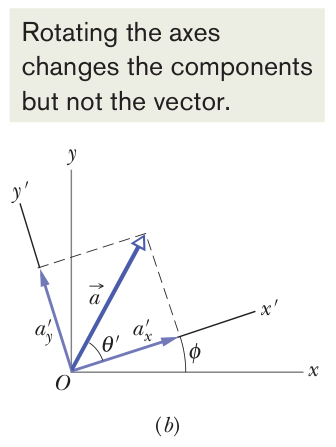 Rotating the axes
changes the components
but not the vector.
y
y'
a⃗
x'
a'y
θ'
a'x
ϕ
O
x
(b)